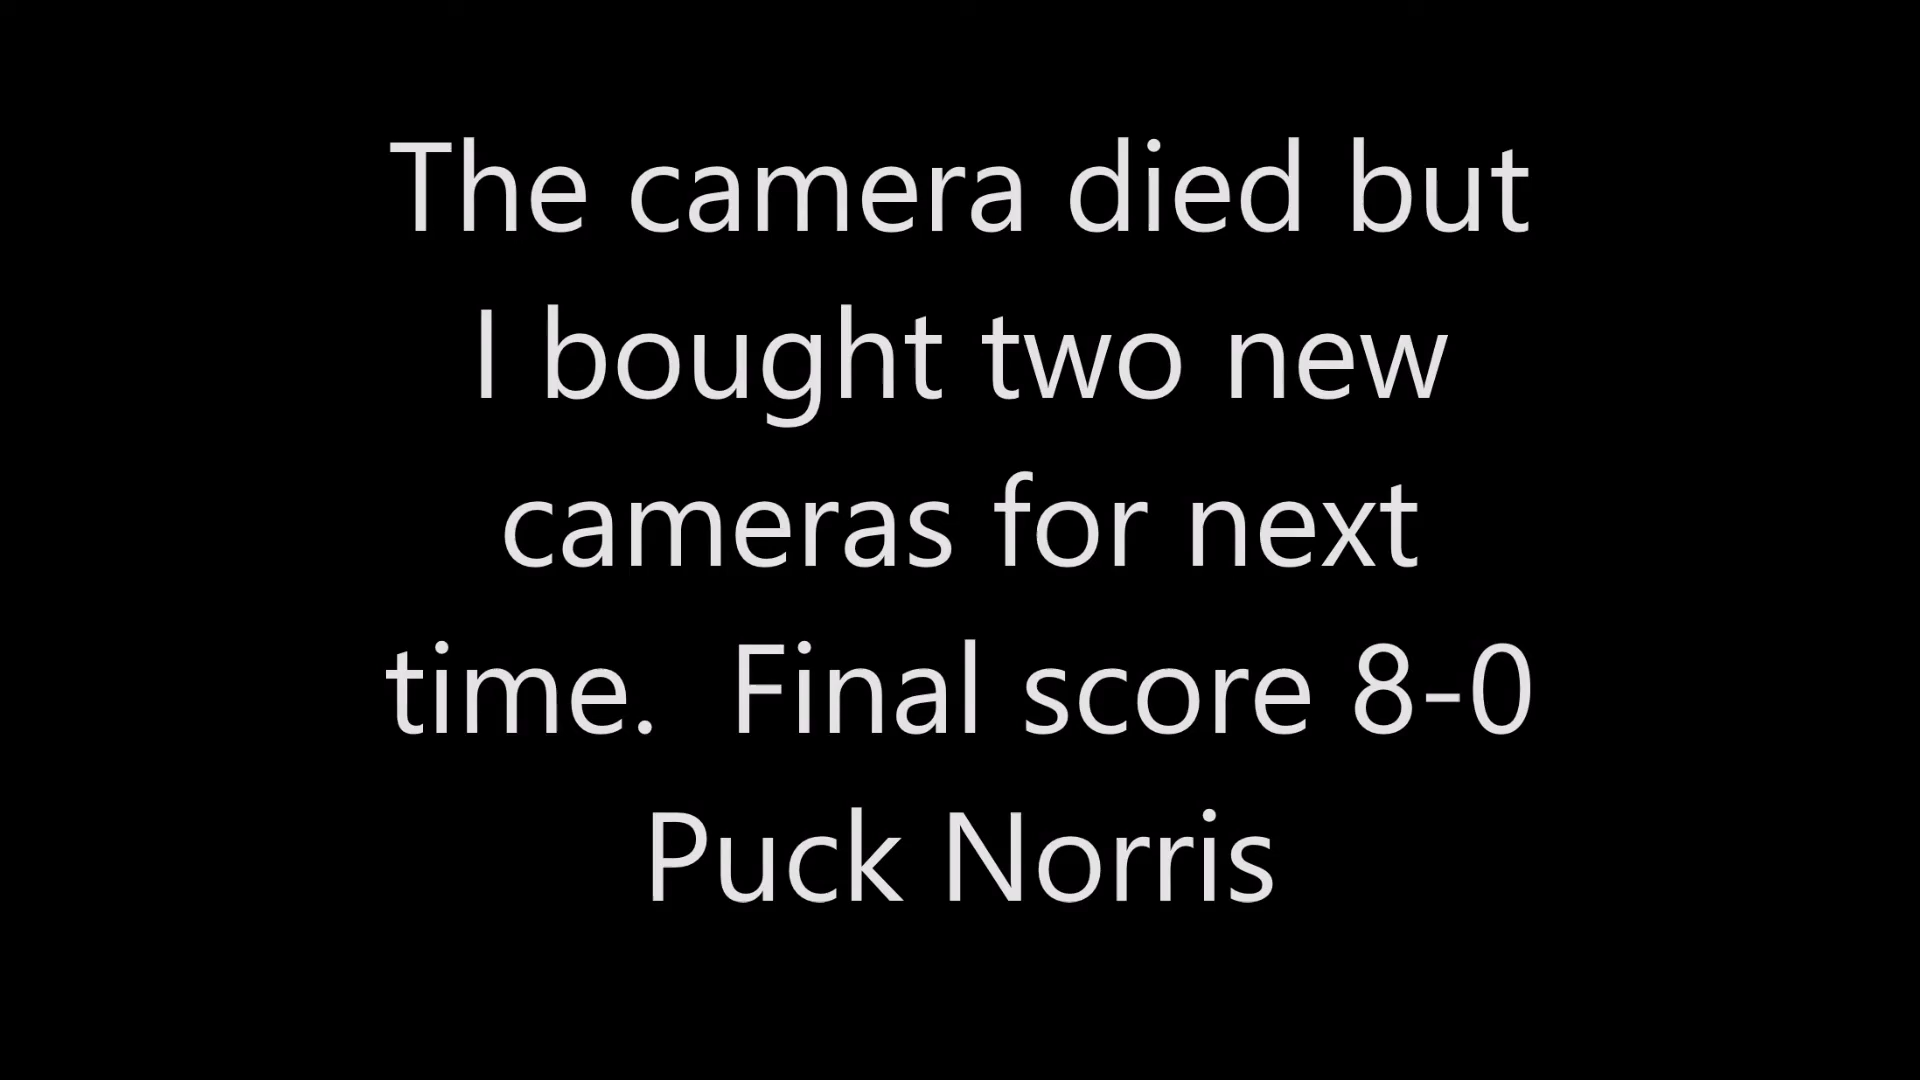 The camera died but
I bought two new
cameras for next
time.  Final score 8-0
Puck Norris